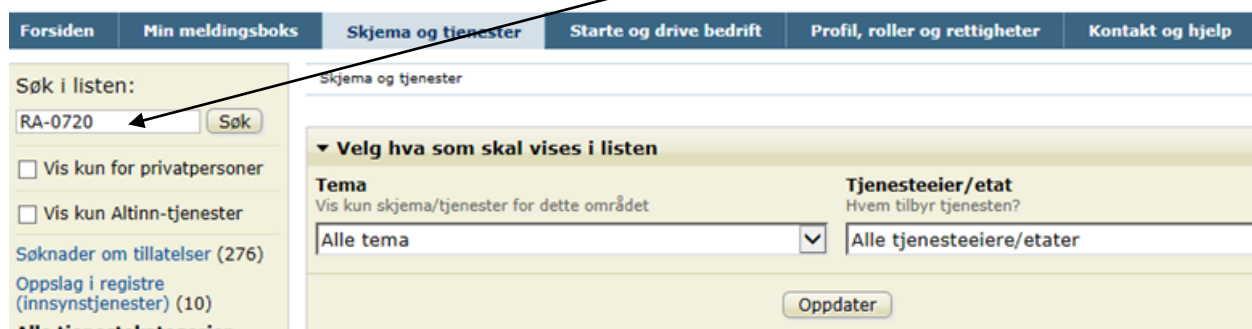 Forsiden Min meldingsboks Skjema og tjenester Starte og drive bedrift Profil, roller og rettigheter Kontakt og hjelp
Søk i listen:
RA-0720 Søk
Vis kun for privatpersoner
Vis kun Altinn-tjenester
Søknader om tillatelser (276)
Oppslag i registre
(innsynstjenester) (10)
Skjema og tjenester
Velg hva som skal vises i listen
Tema
Vis kun skjema/tjenester for dette området
Alle tema
Tjenesteeier/etat
Hvem tilbyr tjenesten?
Alle tjenesteeiere/etater
Oppdater